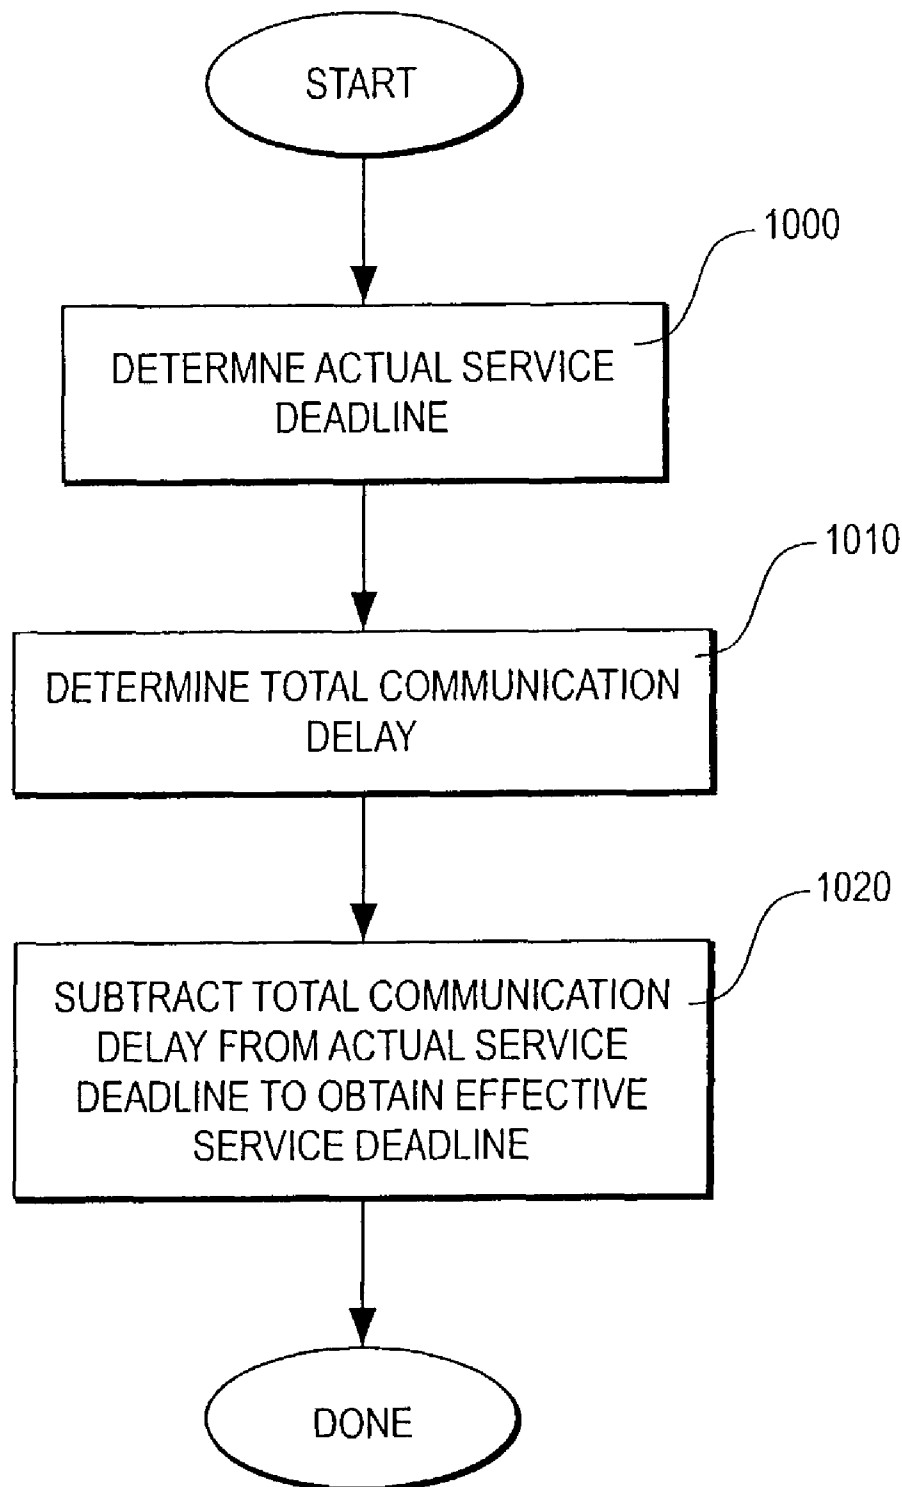 START
1000
DETERMNE ACTUAL SERVICE
DEADLINE
1010
DETERMINE TOTAL COMMUNICATION
DELAY
1020
SUBTRACT TOTAL COMMUNICATION
DELAY FROM ACTUAL SERVICE
DEADLINE TO OBTAIN EFFECTIVE
SERVICE DEADLINE
DONE